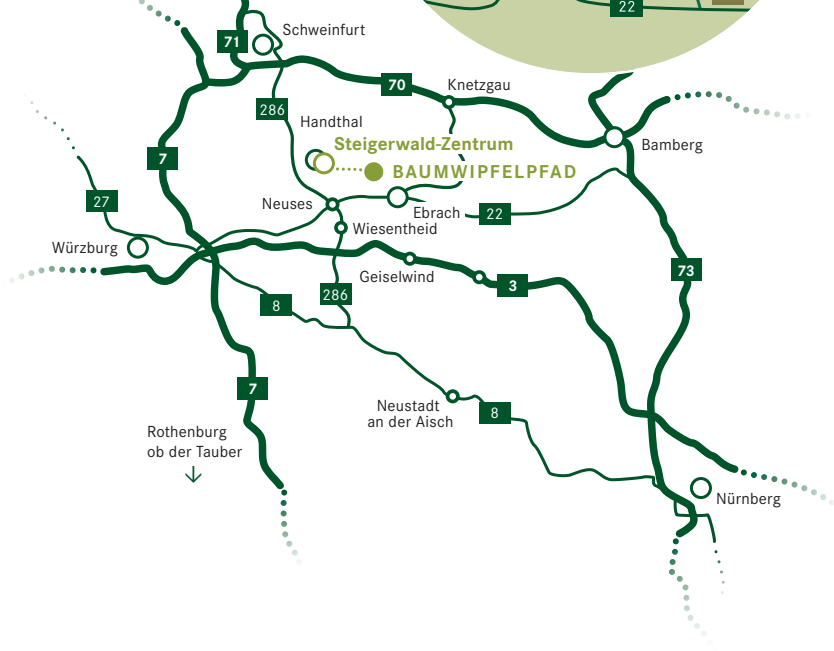 22
Schweinfurt
71
70
Knetzgau
286
Handthal
Steigerwald-Zentrum
Bamberg
7
BAUMWIPFELPFAD
27
Neuses
Ebrach
22
Wiesentheid
Würzburg
Geiselwind
73
3
286
8
7
Neustadt
an der Aisch
8
Rothenburg
ob der Tauber
Nürnberg